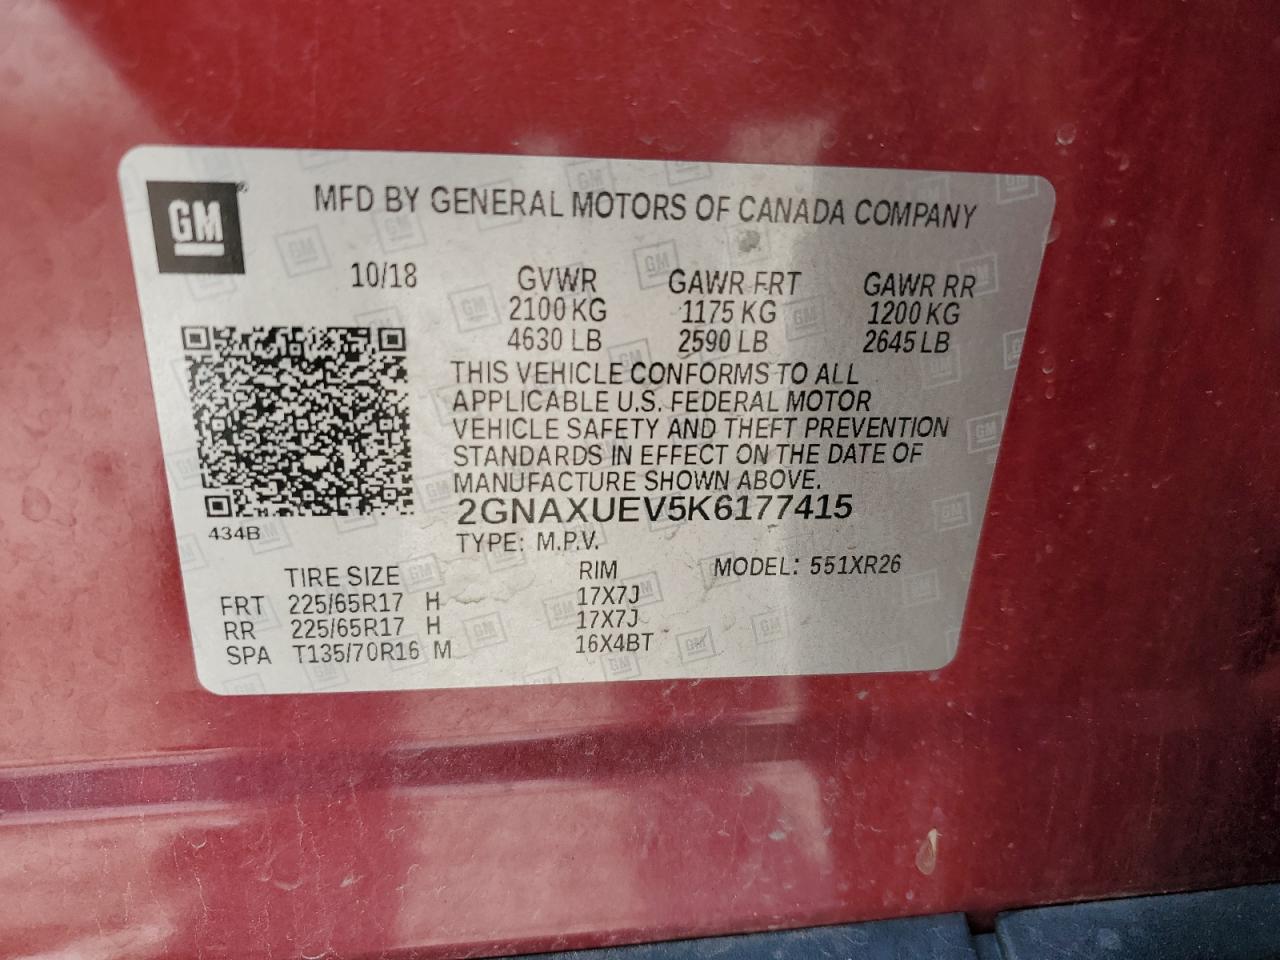 GM
MFD BY GENERAL MOTORS OF CANADA COMPANY
10/18 GVWR GAWR FRT GAWR RR
2100 KG 1175 KG 1200 KG
4630 LB 2590 LB 2645 LB
THIS VEHICLE CONFORMS TO ALL
APPLICABLE U.S. FEDERAL MOTOR
VEHICLE SAFETY AND THEFT PREVENTION
STANDARDS IN EFFECT ON THE DATE OF
MANUFACTURE SHOWN ABOVE.
2GNAXUEV5K6177415
434B
TYPE: M.P.V.
TIRE SIZE RIM MODEL: 551XR26
FRT 225/65R17 H 17X7J
RR 225/65R17 H 17X7J
SPA T135/70R16 M 16X4BT